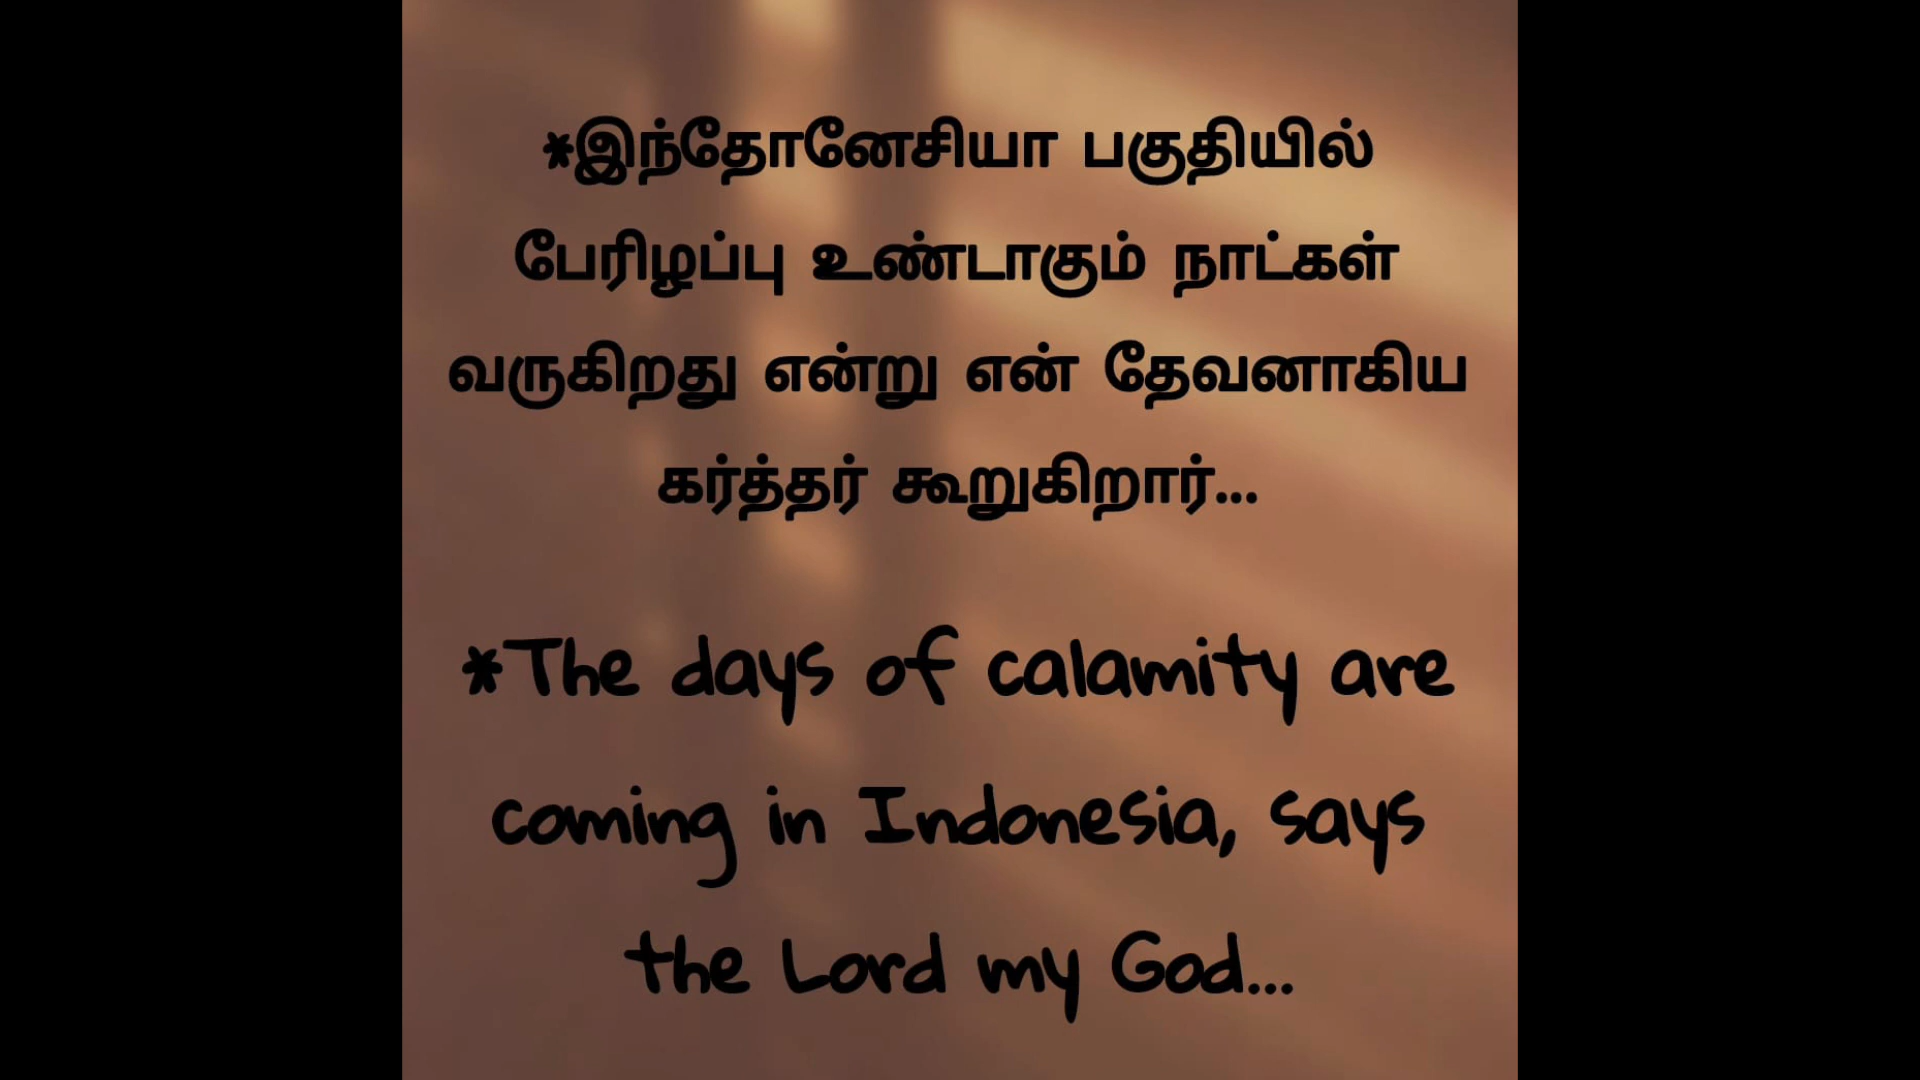 *இந்தோனேசியா பகுதியில்
பேரிழப்பு உண்டாகும் நாட்கள்
வருகிறது என்று என் தேவனாகிய
கர்த்தர் கூறுகிறார்...
*The days of calamity are
coming in Indonesia, says
the Lord my God...